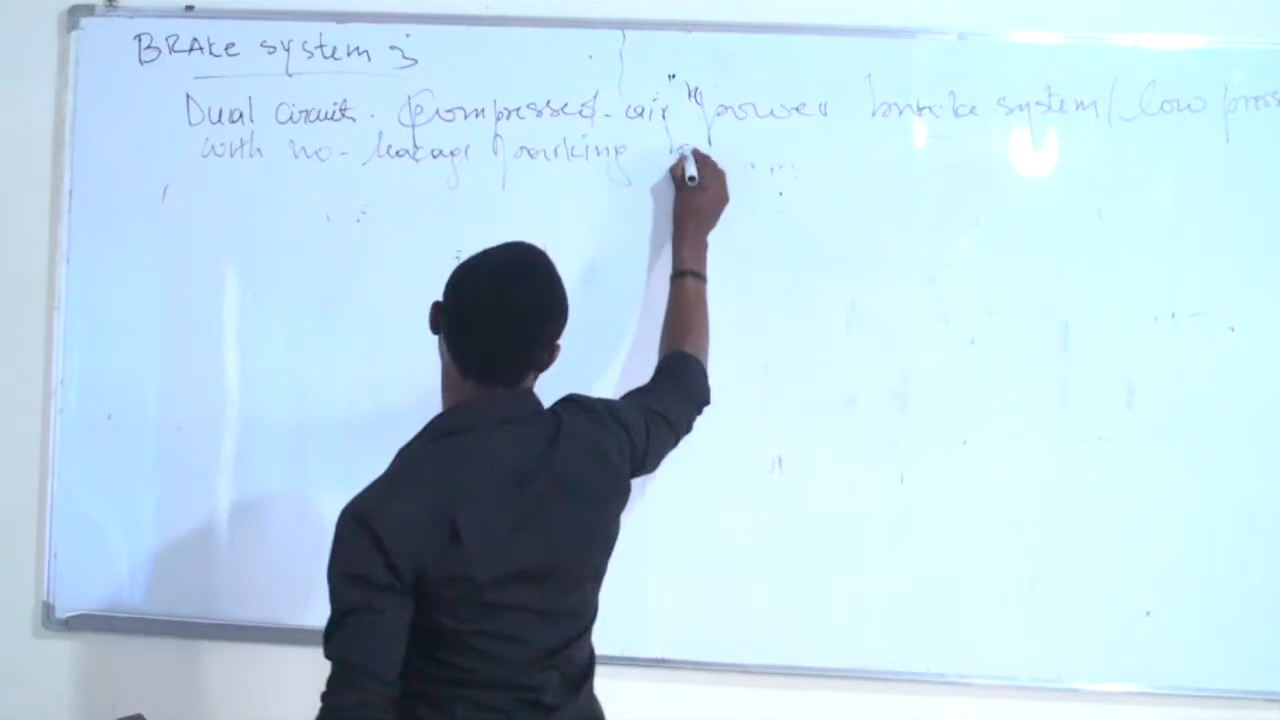 BRAKE system :
Dual Circuit. Compressed-air power brake system / low press
with no-leakage parking